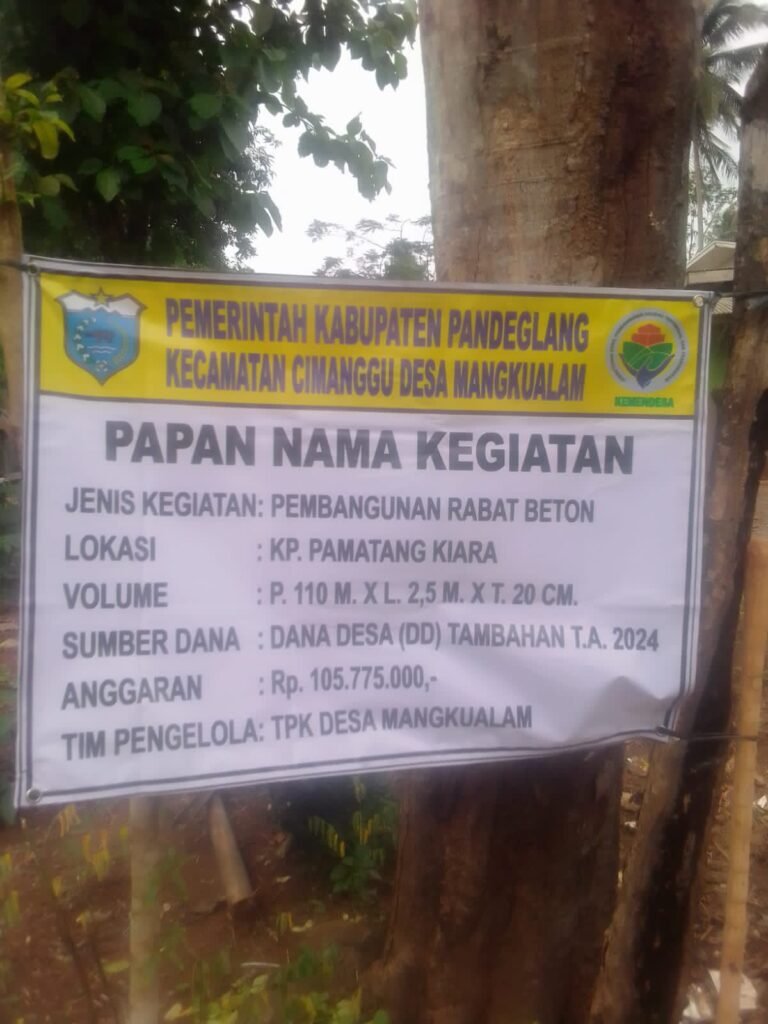 PEMERINTAH KABUPATEN PANDEGLANG
KECAMATAN CIMANGGU DESA MANGKUALAM
KEMENDESA
PAPAN NAMA KEGIATAN
JENIS KEGIATAN: PEMBANGUNAN RABAT BETON
LOKASI : KP. PAMATANG KIARA
VOLUME : P. 110 M. X L. 2,5 M. X T. 20 CM.
SUMBER DANA : DANA DESA (DD) TAMBAHAN T.A. 2024
ANGGARAN : Rp. 105.775.000,-
TIM PENGELOLA: TPK DESA MANGKUALAM